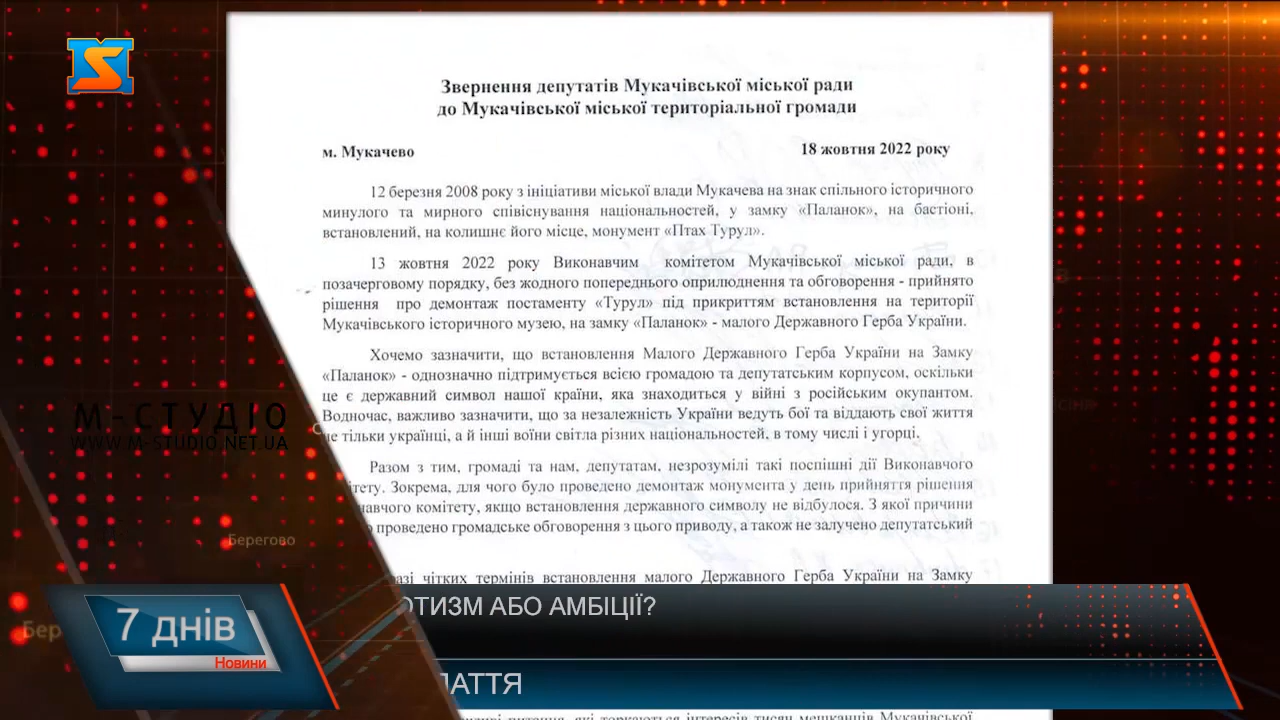 Звернення депутатів Мукачівської міської ради
до Мукачівської міської територіальної громади
м. Мукачево 18 жовтня 2022 року
12 березня 2008 року з ініціативи міської влади Мукачева на знак спільного історичного
минулого та мирного співіснування національностей, у замку «Паланок», на бастіоні,
встановлений, на колишнє його місце, монумент «Птах Турул».
13 жовтня 2022 року Виконавчим комітетом Мукачівської міської ради, в
позачерговому порядку, без жодного попереднього оприлюднення та обговорення - прийнято
рішення про демонтаж постаменту «Турул» під прикриттям встановлення на території
Мукачівського історичного музею, на замку «Паланок» - малого Державного Герба України.
Хочемо зазначити, що встановлення Малого Державного Герба України на Замку
«Паланок» - однозначно підтримується всією громадою та депутатським корпусом, оскільки
це є державний символ нашої країни, яка знаходиться у війні з російським окупантом.
Водночас, важливо зазначити, що за незалежність України ведуть бої та віддають свої життя
не тільки українці, а й інші воїни світла різних національностей, в тому числі і угорці.
М-СТУДІО
WWW.M-STUDIO.NET.UA
Разом з тим, громаді та нам, депутатам, незрозумілі такі поспішні дії Виконавчого
ітету. Зокрема, для чого було проведено демонтаж монумента у день прийняття рішення
навчого комітету, якщо встановлення державного символу не відбулося. З якої причини
проведено громадське обговорення з цього приводу, а також не залучено депутатський
Берегово
азі чітких термінів встановлення малого Державного Герба України на Замку
ОТИЗМ АБО АМБІЦІЇ?
7 днів
Новини
ЛАТТЯ
питання, які торкаються інтересів тисяч мешканців Мукачівської